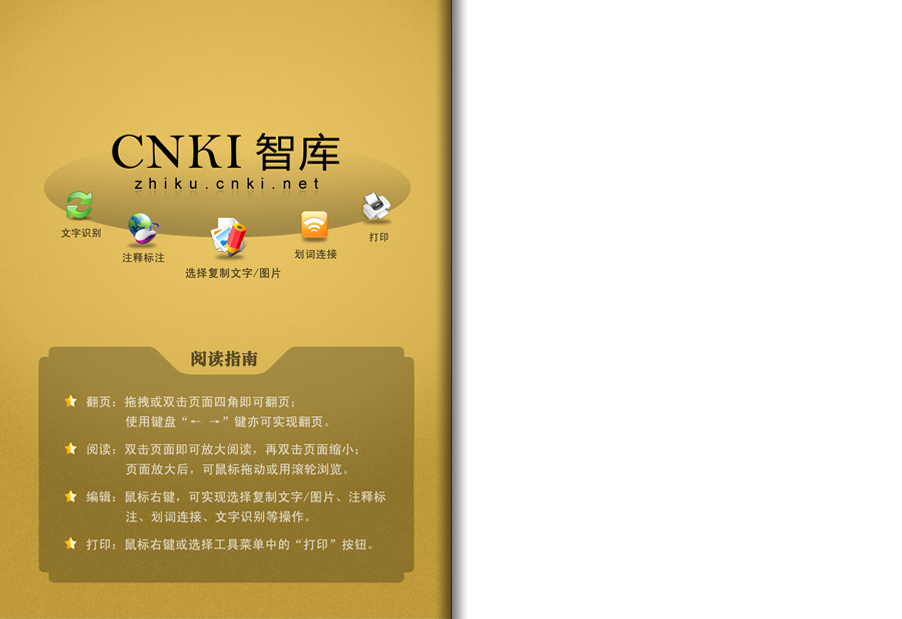 CNKI 智库
zhiku.cnki.net
文字识别
注释标注
选择复制文字/图片
划词连接
打印
阅读指南
翻页：拖拽或双击页面四角即可翻页；
使用键盘“← →”键亦可实现翻页。
阅读：双击页面即可放大阅读，再双击页面缩小；
页面放大后，可鼠标拖动或用滚轮浏览。
编辑：鼠标右键，可实现选择复制文字/图片、注释标
注、划词连接、文字识别等操作。
打印：鼠标右键或选择工具菜单中的“打印”按钮。